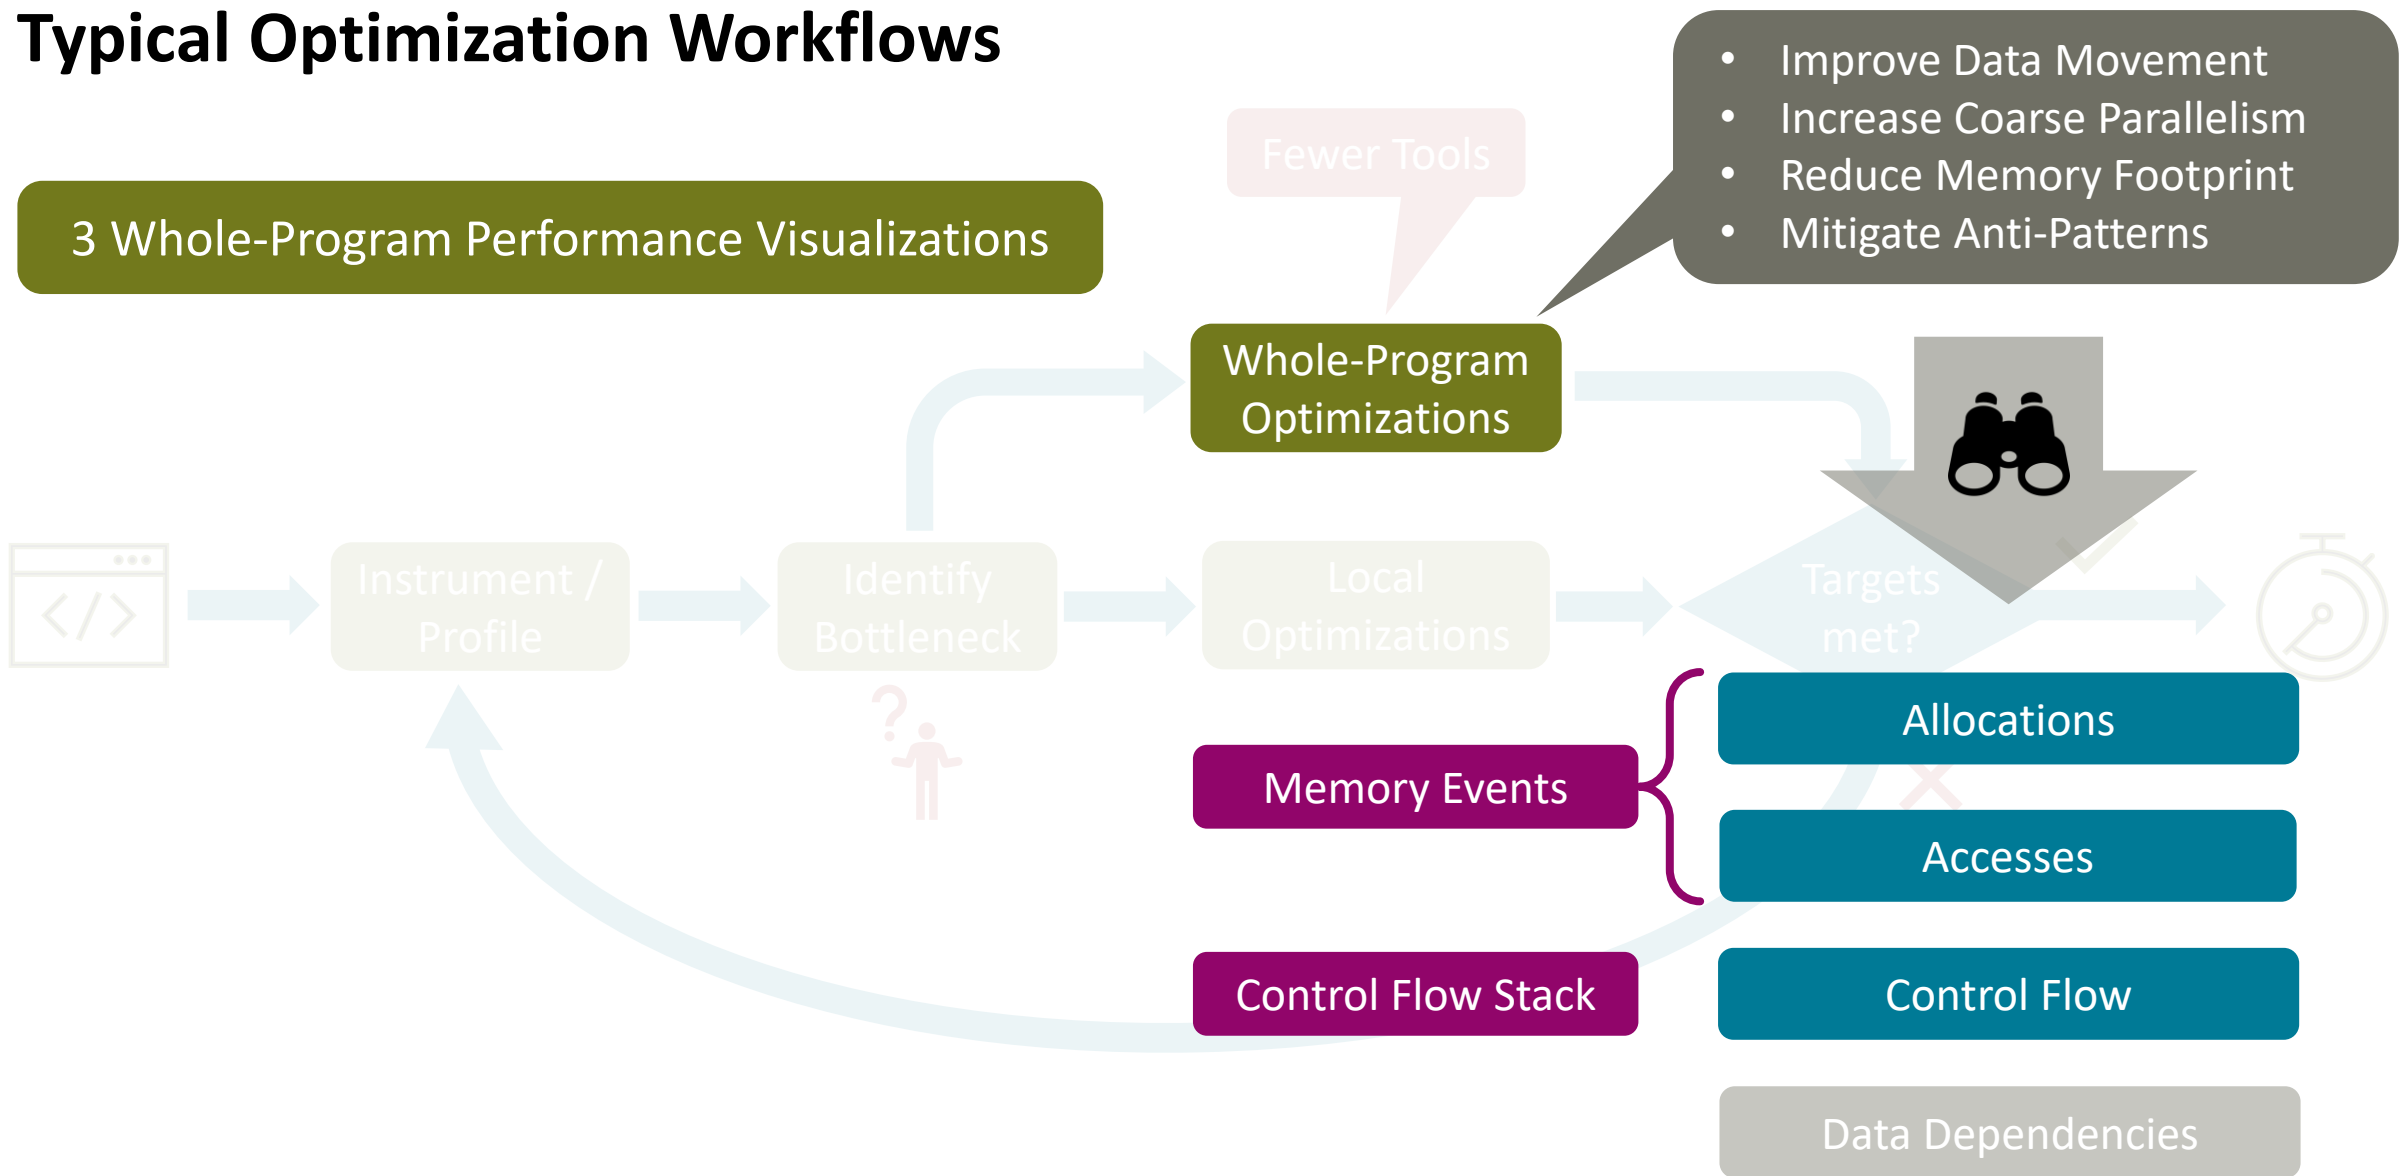 Typical Optimization Workflows
• Improve Data Movement
• Increase Coarse Parallelism
• Reduce Memory Footprint
• Mitigate Anti-Patterns
Fewer Tools
3 Whole-Program Performance Visualizations
Whole-Program
Optimizations
</>
Instrument /
Profile
Identify
Bottleneck
Local
Optimizations
Targets
met?
?
Allocations
Memory Events
Accesses
Control Flow Stack
Control Flow
Data Dependencies